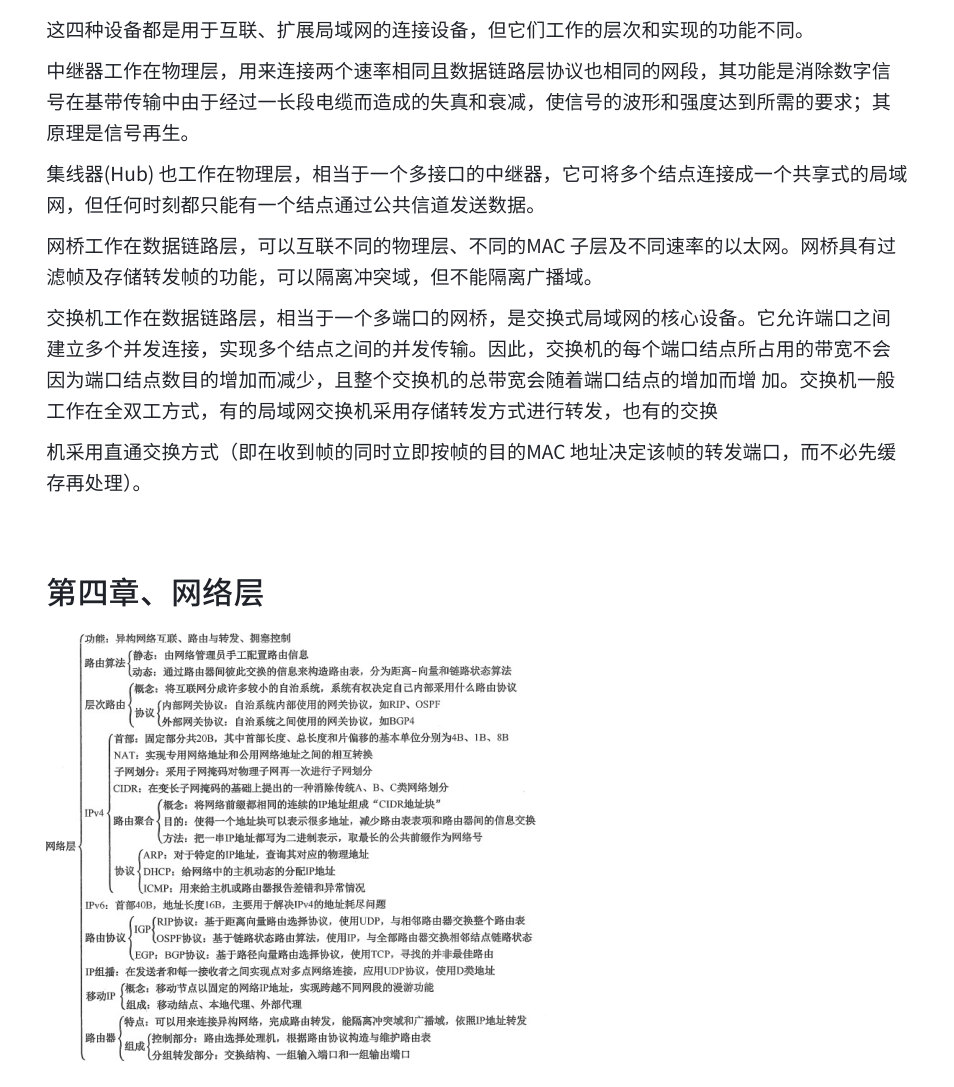 这四种设备都是用于互联、扩展局域网的连接设备，但它们工作的层次和实现的功能不同。
中继器工作在物理层，用来连接两个速率相同且数据链路层协议也相同的网段，其功能是消除数字信
号在基带传输中由于经过一长段电缆而造成的失真和衰减，使信号的波形和强度达到所需的要求；其
原理是信号再生。
集线器(Hub) 也工作在物理层，相当于一个多接口的中继器，它可将多个结点连接成一个共享式的局域
网，但任何时刻都只能有一个结点通过公共信道发送数据。
网桥工作在数据链路层，可以互联不同的物理层、不同的MAC 子层及不同速率的以太网。网桥具有过
滤帧及存储转发帧的功能，可以隔离冲突域，但不能隔离广播域。
交换机工作在数据链路层，相当于一个多端口的网桥，是交换式局域网的核心设备。它允许端口之间
建立多个并发连接，实现多个结点之间的并发传输。因此，交换机的每个端口结点所占用的带宽不会
因为端口结点数目的增加而减少，且整个交换机的总带宽会随着端口结点的增加而增 加。交换机一般
工作在全双工方式，有的局域网交换机采用存储转发方式进行转发，也有的交换
机采用直通交换方式（即在收到帧的同时立即按帧的目的MAC 地址决定该帧的转发端口，而不必先缓
存再处理）。
第四章、网络层
功能：异构网络互联、路由与转发、拥塞控制
路由算法
静态：由网络管理员手工配置路由信息
动态：通过路由器间彼此交换的信息来构造路由表，分为距离-向量和链路状态算法
层次路由
概念：将互联网分成许多较小的自治系统，系统有权决定自己内部采用什么路由协议
协议
内部网关协议：自治系统内部使用的网关协议，如RIP、OSPF
外部网关协议：自治系统之间使用的网关协议，如BGP4
首部：固定部分共20B，其中首部长度、总长度和片偏移的基本单位分别为4B、1B、8B
NAT：实现专用网络地址和公用网络地址之间的相互转换
子网划分：采用子网掩码对物理子网再一次进行子网划分
CIDR：在变长子网掩码的基础上提出的一种消除传统A、B、C类网络划分
IPv4
路由聚合
概念：将网络前缀都相同的连续的IP地址组成“CIDR地址块”
目的：使得一个地址块可以表示很多地址，减少路由表表项和路由器间的信息交换
方法：把一串IP地址都写为二进制表示，取最长的公共前缀作为网络号
网络层
协议
ARP：对于特定的IP地址，查询其对应的物理地址
DHCP：给网络中的主机动态的分配IP地址
ICMP：用来给主机或路由器报告差错和异常情况
IPv6：首部40B，地址长度16B，主要用于解决IPv4的地址耗尽问题
路由协议
IGP
RIP协议：基于距离向量路由选择协议，使用UDP，与相邻路由器交换整个路由表
OSPF协议：基于链路状态路由算法，使用IP，与全部路由器交换相邻结点链路状态
EGP：BGP协议：基于路径向量路由选择协议，使用TCP，寻找的并非最佳路由
IP组播：在发送者和每一接收者之间实现点对多点网络连接，应用UDP协议，使用D类地址
移动IP
概念：移动节点以固定的网络IP地址，实现跨越不同网段的漫游功能
组成：移动结点、本地代理、外部代理
路由器
特点：可以用来连接异构网络，完成路由转发，能隔离冲突域和广播域，依照IP地址转发
组成
控制部分：路由选择处理机，根据路由协议构造与维护路由表
分组转发部分：交换结构、一组输入端口和一组输出端口